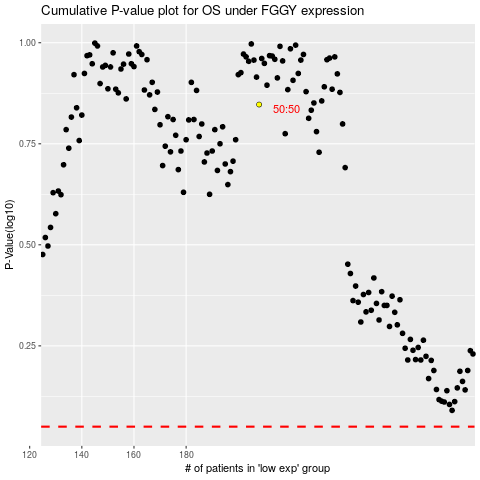 Cumulative P-value plot for OS under FGGY expression
P-Value(log10)
1.00
0.75
0.50
0.25
50:50
120 140 160 180
# of patients in 'low exp' group